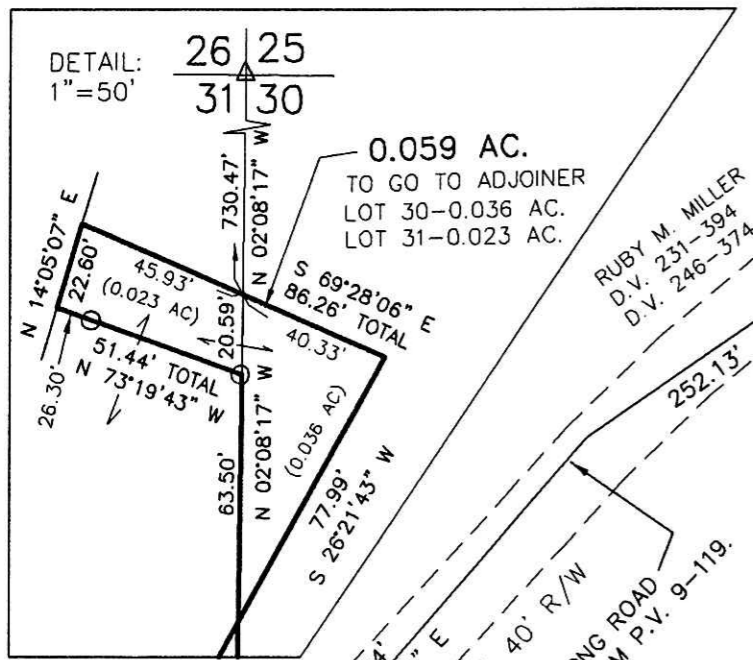 DETAIL:
1"=50'
26 25
31 30
730.47'
N 02°08'17" W
0.059 AC.
TO GO TO ADJOINER
LOT 30-0.036 AC.
LOT 31-0.023 AC.
RUBY M. MILLER
D.V. 231-394
D.V. 246-374
N 14°05'07" E
22.60'
45.93'
(0.023 AC)
S 69°28'06" E
86.26' TOTAL
40.33'
20.59'
51.44' TOTAL
N 73°19'43" W
26.30'
63.50'
N 02°08'17" W
(0.036 AC)
77.99'
S 26°21'43" W
252.13'
40' R/W
P.V. 9-119.